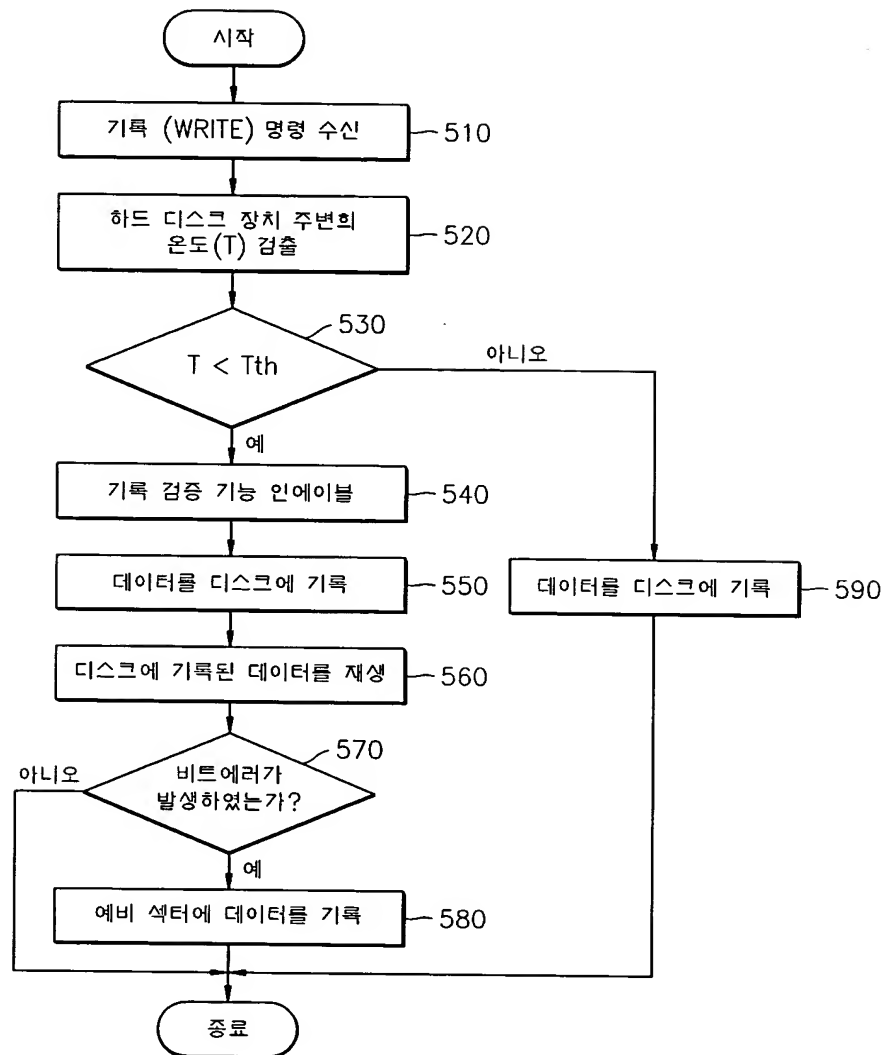 시작
기록 (WRITE) 명령 수신
510
하드 디스크 장치 주변의
온도(T) 검출
520
530
T < Tth
아니오
예
기록 검증 기능 인에이블
540
데이터를 디스크에 기록
550
데이터를 디스크에 기록
590
디스크에 기록된 데이터를 재생
560
570
아니오
비트에러가
발생하였는가?
예
예비 섹터에 데이터를 기록
580
종료